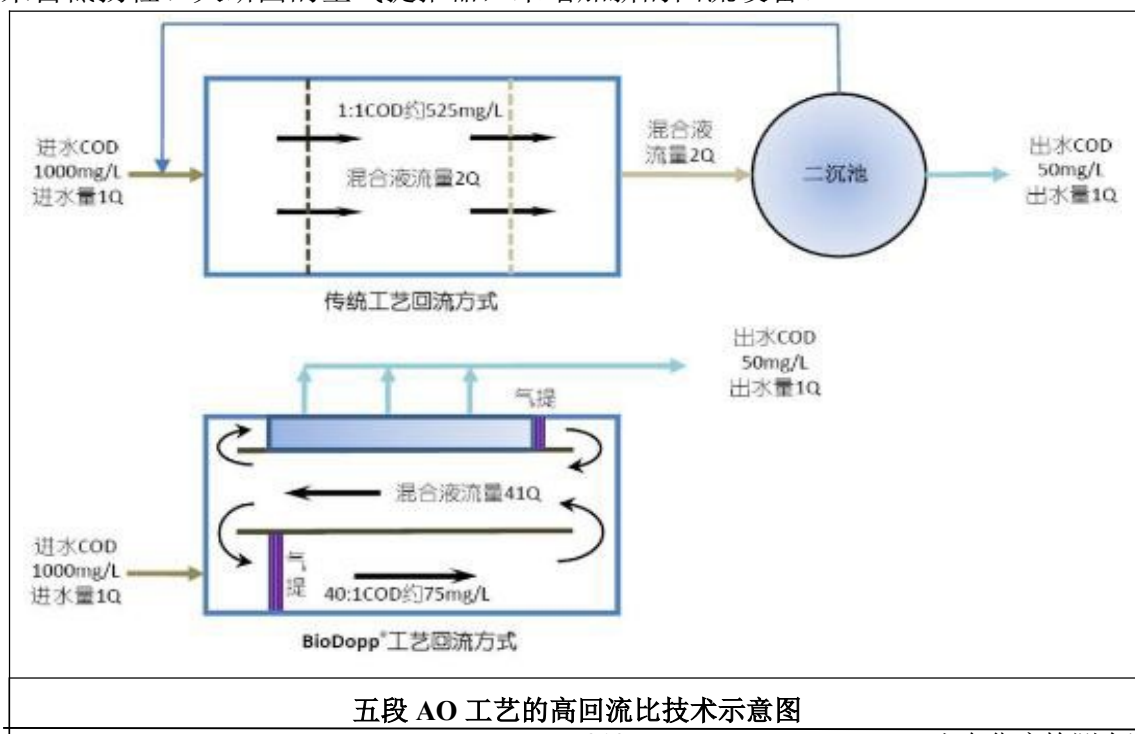 1:1COD约525mg/L
混合液流量2Q
进水COD
1000mg/L
进水量1Q
混合液
流量2Q
二沉池
出水COD
50mg/L
出水量1Q
传统工艺回流方式
出水COD
50mg/L
出水量1Q
气提
混合液流量41Q
进水COD
1000mg/L
进水量1Q
气
提
40:1COD约75mg/L
BioDopp®工艺回流方式
五段 AO 工艺的高回流比技术示意图